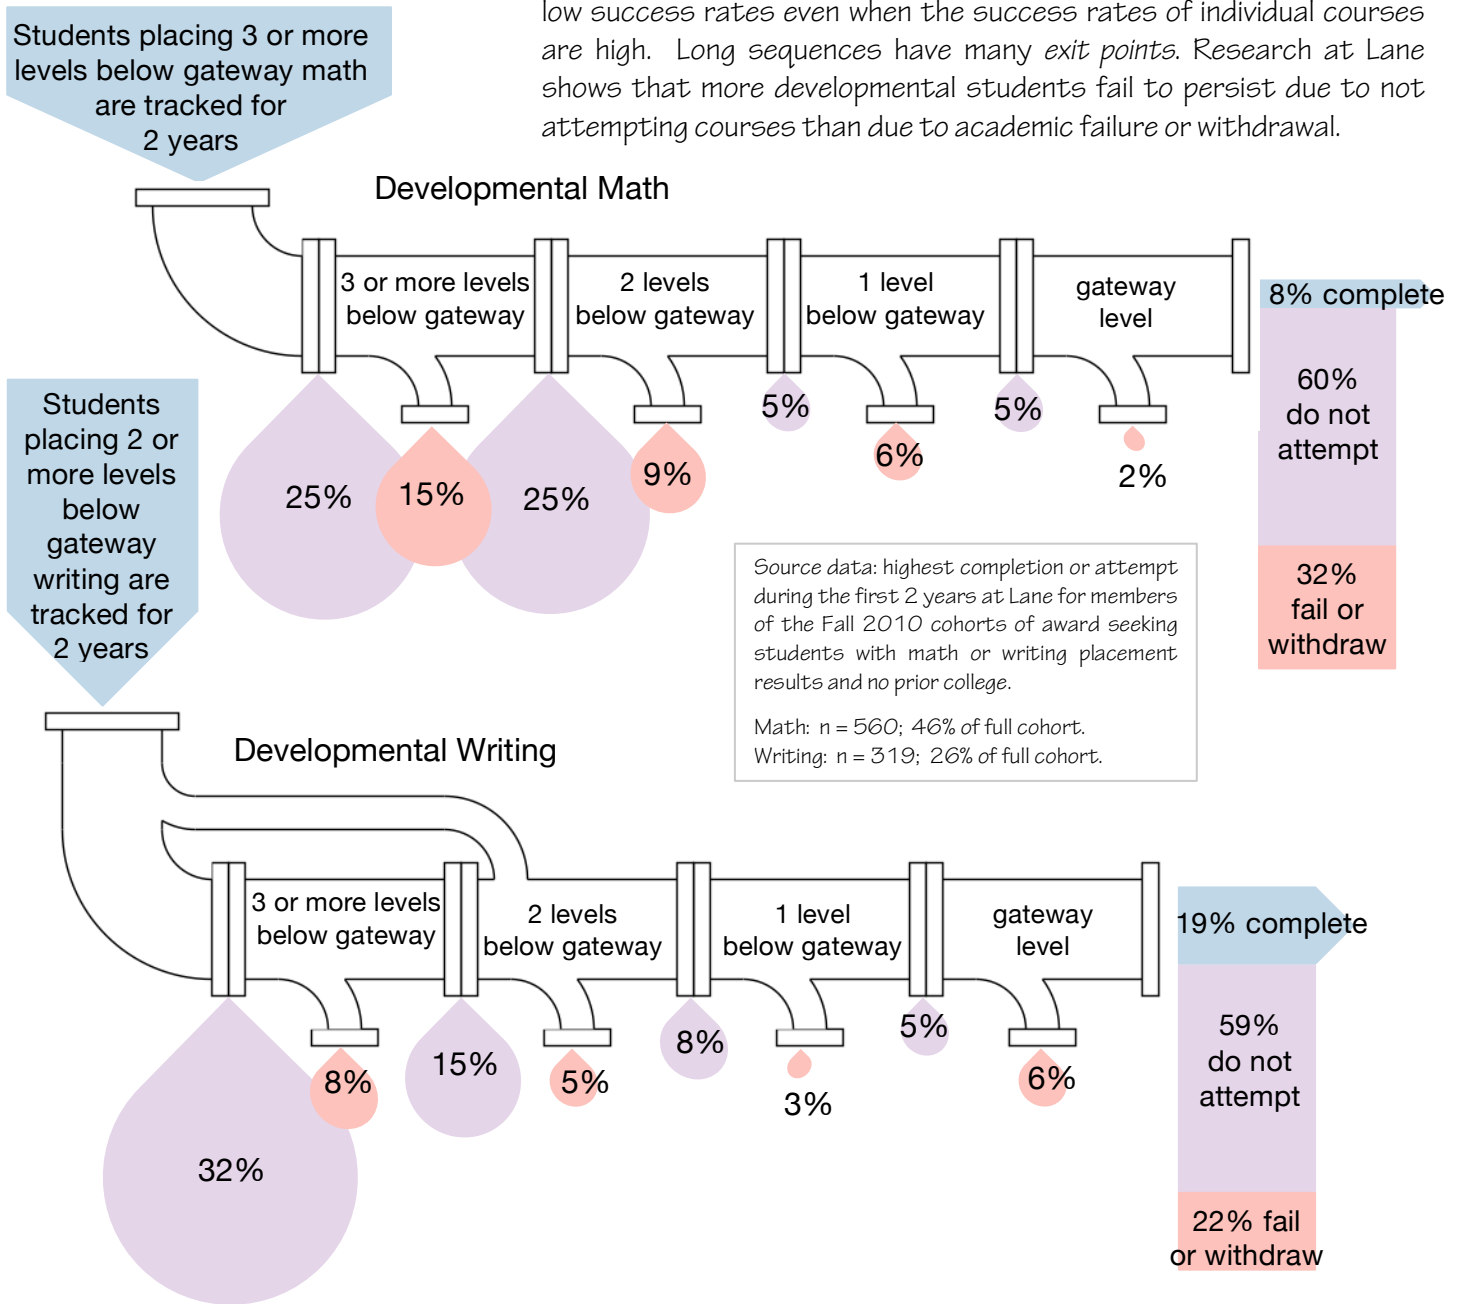 low success rates even when the success rates of individual courses
are high. Long sequences have many exit points. Research at Lane
shows that more developmental students fail to persist due to not
attempting courses than due to academic failure or withdrawal.
Students placing 3 or more
levels below gateway math
are tracked for
2 years
Developmental Math
3 or more levels
below gateway
2 levels
below gateway
1 level
below gateway
gateway
level
25%
15%
25%
9%
5%
6%
5%
2%
8% complete
60%
do not
attempt
32%
fail or
withdraw
Students
placing 2 or
more levels
below
gateway
writing are
tracked for
2 years
Source data: highest completion or attempt
during the first 2 years at Lane for members
of the Fall 2010 cohorts of award seeking
students with math or writing placement
results and no prior college.
Math: n = 560; 46% of full cohort.
Writing: n = 319; 26% of full cohort.
Developmental Writing
3 or more levels
below gateway
2 levels
below gateway
1 level
below gateway
gateway
level
32%
8%
15%
5%
8%
3%
5%
6%
19% complete
59%
do not
attempt
22% fail
or withdraw